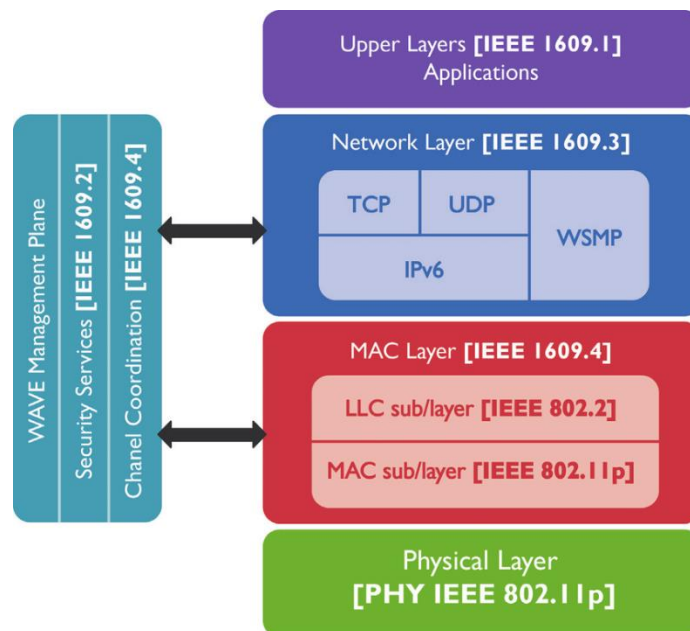 Upper Layers [IEEE 1609.1]
Applications
WAVE Management Plane
Security Services [IEEE 1609.2]
Chanel Coordination [IEEE 1609.4]
Network Layer [IEEE 1609.3]
TCP
UDP
WSMP
IPv6
MAC Layer [IEEE 1609.4]
LLC sub/layer [IEEE 802.2]
MAC sub/layer [IEEE 802.11p]
Physical Layer
[PHY IEEE 802.11p]